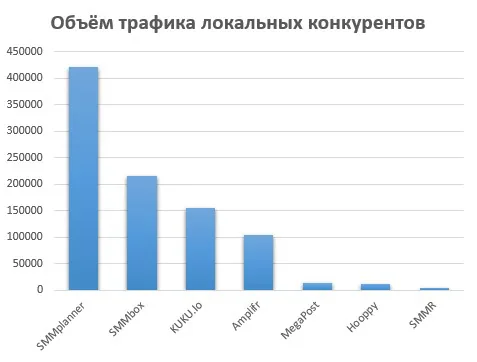 Объём трафика локальных конкурентов
450000
400000
350000
300000
250000
200000
150000
100000
50000
0
SMMplanner
SMMbox
KUKU.Io
Amplifr
MegaPost
Hooppy
SMMR